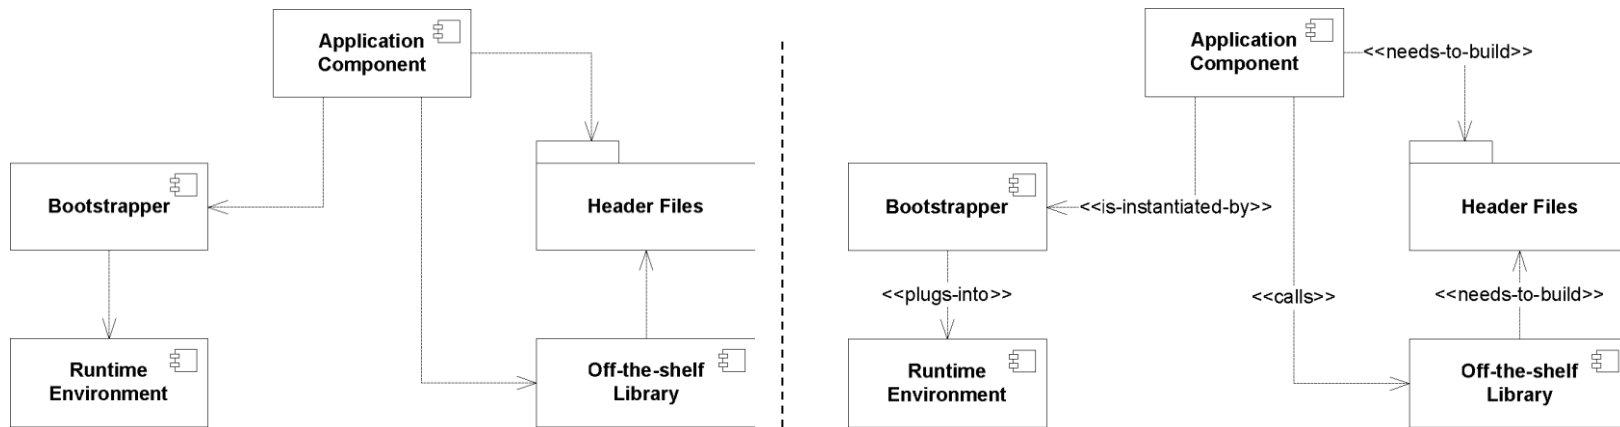 Application
Component
Bootstrapper
Header Files
Runtime
Environment
Off-the-shelf
Library
Application
Component
<<needs-to-build>>
Bootstrapper
<<is-instantiated-by>>
Header Files
<<plugs-into>>
<<calls>>
<<needs-to-build>>
Runtime
Environment
Off-the-shelf
Library